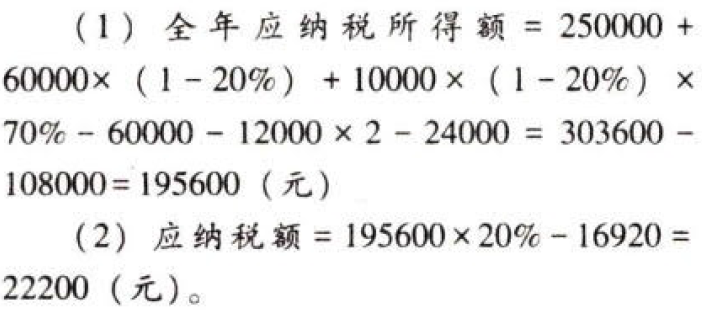 （1）全年应纳税所得额 = 250000 +
60000×（1－20%）+ 10000 ×（1－20%）×
70%－60000－12000 × 2－24000 = 303600－
108000 = 195600（元）
（2）应纳税额 = 195600 × 20%－16920 =
22200（元）。